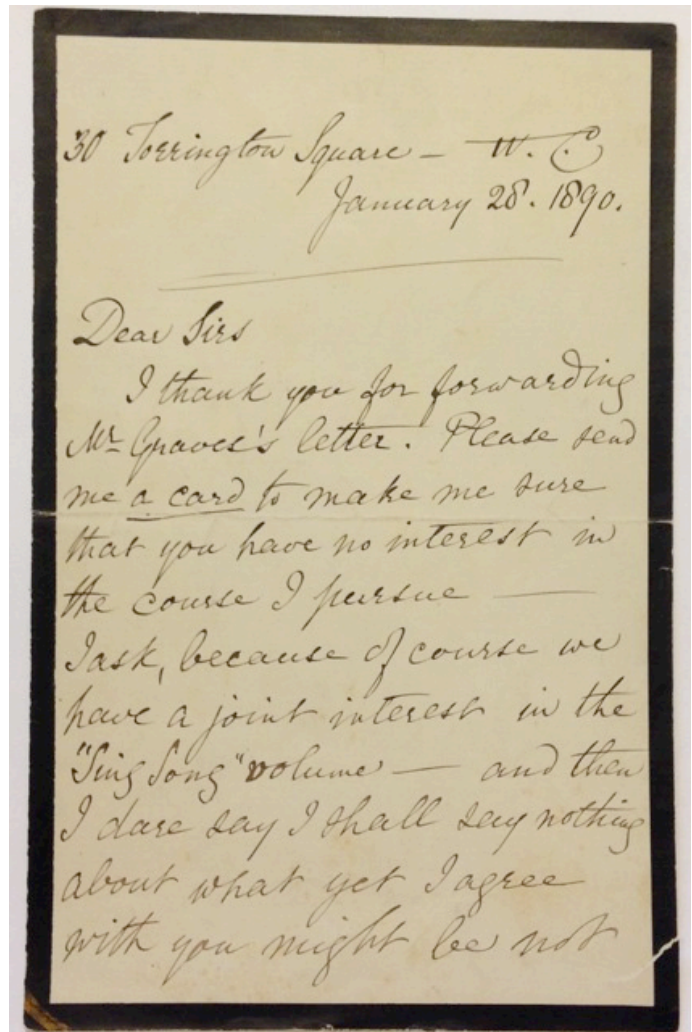 30 Torrington Square — W.C.
January 28. 1890.
Dear Sirs
I thank you for forwarding
Mr Graves's letter. Please send
me a card to make me sure
that you have no interest in
the course I pursue —
I ask, because of course we
have a joint interest in the
"Sing Song" volume — and then
I dare say I shall say nothing
about what yet I agree
with you might be not